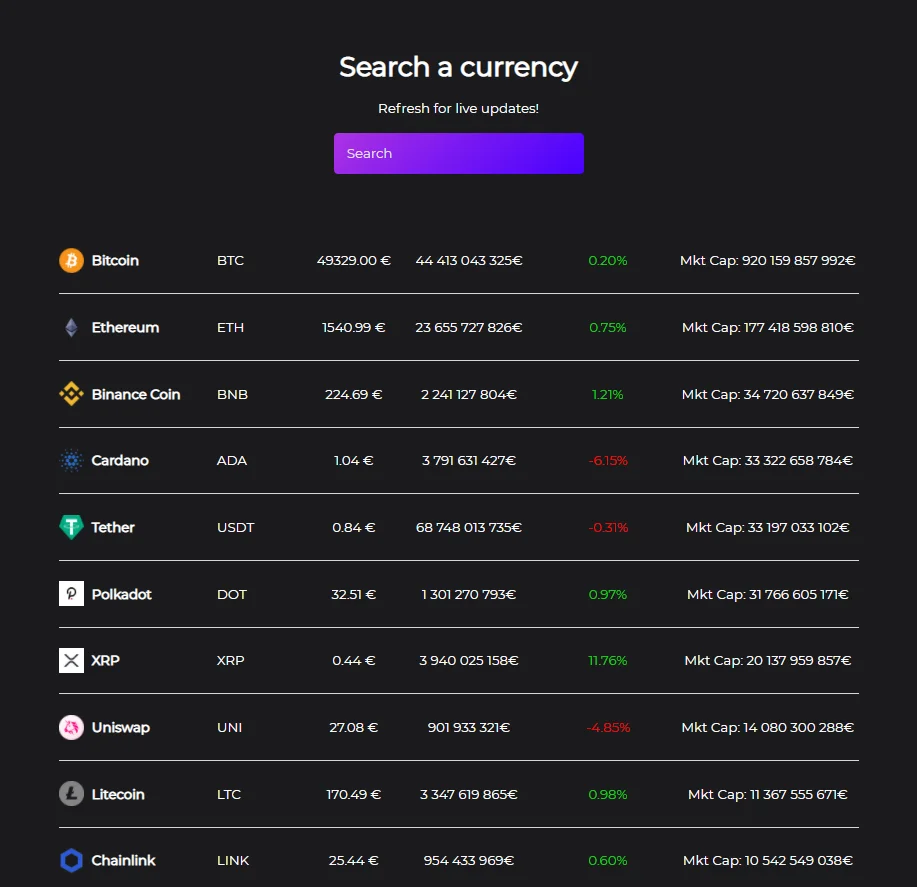 Search a currency
Refresh for live updates!
Search
Bitcoin BTC 49329.00 € 44 413 043 325€ 0.20% Mkt Cap: 920 159 857 992€
Ethereum ETH 1540.99 € 23 655 727 826€ 0.75% Mkt Cap: 177 418 598 810€
Binance Coin BNB 224.69 € 2 241 127 804€ 1.21% Mkt Cap: 34 720 637 849€
Cardano ADA 1.04 € 3 791 631 427€ -6.15% Mkt Cap: 33 322 658 784€
Tether USDT 0.84 € 68 748 013 735€ -0.31% Mkt Cap: 33 197 033 102€
Polkadot DOT 32.51 € 1 301 270 793€ 0.97% Mkt Cap: 31 766 605 171€
XRP XRP 0.44 € 3 940 025 158€ 11.76% Mkt Cap: 20 137 959 857€
Uniswap UNI 27.08 € 901 933 321€ -4.85% Mkt Cap: 14 080 300 288€
Litecoin LTC 170.49 € 3 347 619 865€ 0.98% Mkt Cap: 11 367 555 671€
Chainlink LINK 25.44 € 954 433 969€ 0.60% Mkt Cap: 10 542 549 038€